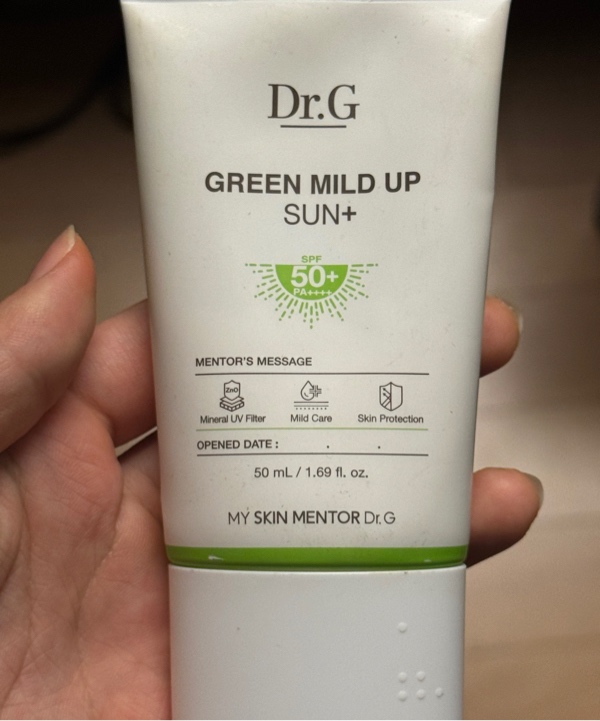 Dr.G
GREEN MILD UP
SUN+
SPF
50+
PA++++
MENTOR'S MESSAGE
ZnO
Mineral UV Filter Mild Care Skin Protection
OPENED DATE : . .
50 mL / 1.69 fl. oz.
MY SKIN MENTOR Dr.G